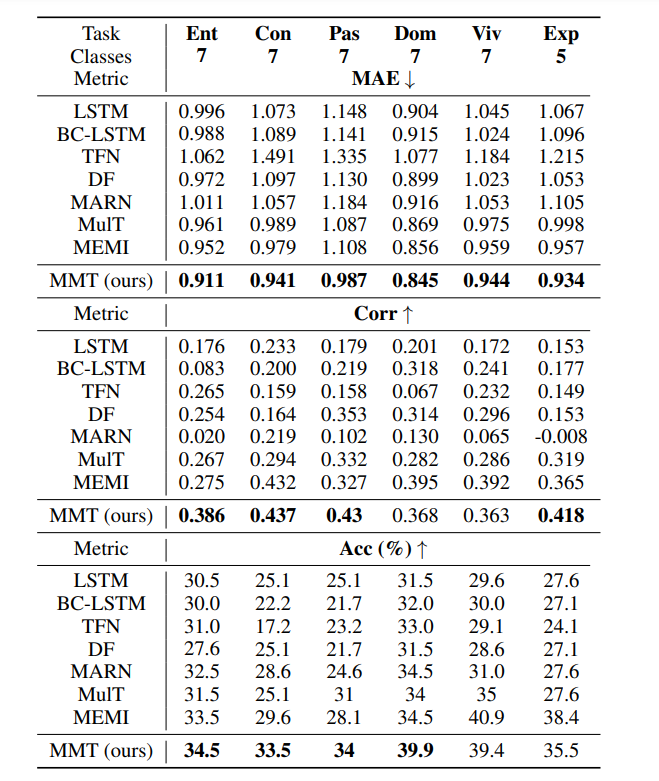 Task Ent Con Pas Dom Viv Exp
Classes 7 7 7 7 7 5
Metric MAE ↓
LSTM 0.996 1.073 1.148 0.904 1.045 1.067
BC-LSTM 0.988 1.089 1.141 0.915 1.024 1.096
TFN 1.062 1.491 1.335 1.077 1.184 1.215
DF 0.972 1.097 1.130 0.899 1.023 1.053
MARN 1.011 1.057 1.184 0.916 1.053 1.105
MulT 0.961 0.989 1.087 0.869 0.975 0.998
MEMI 0.952 0.979 1.108 0.856 0.959 0.957
MMT (ours) 0.911 0.941 0.987 0.845 0.944 0.934
Metric Corr ↑
LSTM 0.176 0.233 0.179 0.201 0.172 0.153
BC-LSTM 0.083 0.200 0.219 0.318 0.241 0.177
TFN 0.265 0.159 0.158 0.067 0.232 0.149
DF 0.254 0.164 0.353 0.314 0.296 0.153
MARN 0.020 0.219 0.102 0.130 0.065 -0.008
MulT 0.267 0.294 0.332 0.282 0.286 0.319
MEMI 0.275 0.432 0.327 0.395 0.392 0.365
MMT (ours) 0.386 0.437 0.43 0.368 0.363 0.418
Metric Acc (%) ↑
LSTM 30.5 25.1 25.1 31.5 29.6 27.6
BC-LSTM 30.0 22.2 21.7 32.0 30.0 27.1
TFN 31.0 17.2 23.2 33.0 29.1 24.1
DF 27.6 25.1 21.7 31.5 28.6 27.1
MARN 32.5 28.6 24.6 34.5 31.0 27.6
MulT 31.5 25.1 31 34 35 27.6
MEMI 33.5 29.6 28.1 34.5 40.9 38.4
MMT (ours) 34.5 33.5 34 39.9 39.4 35.5